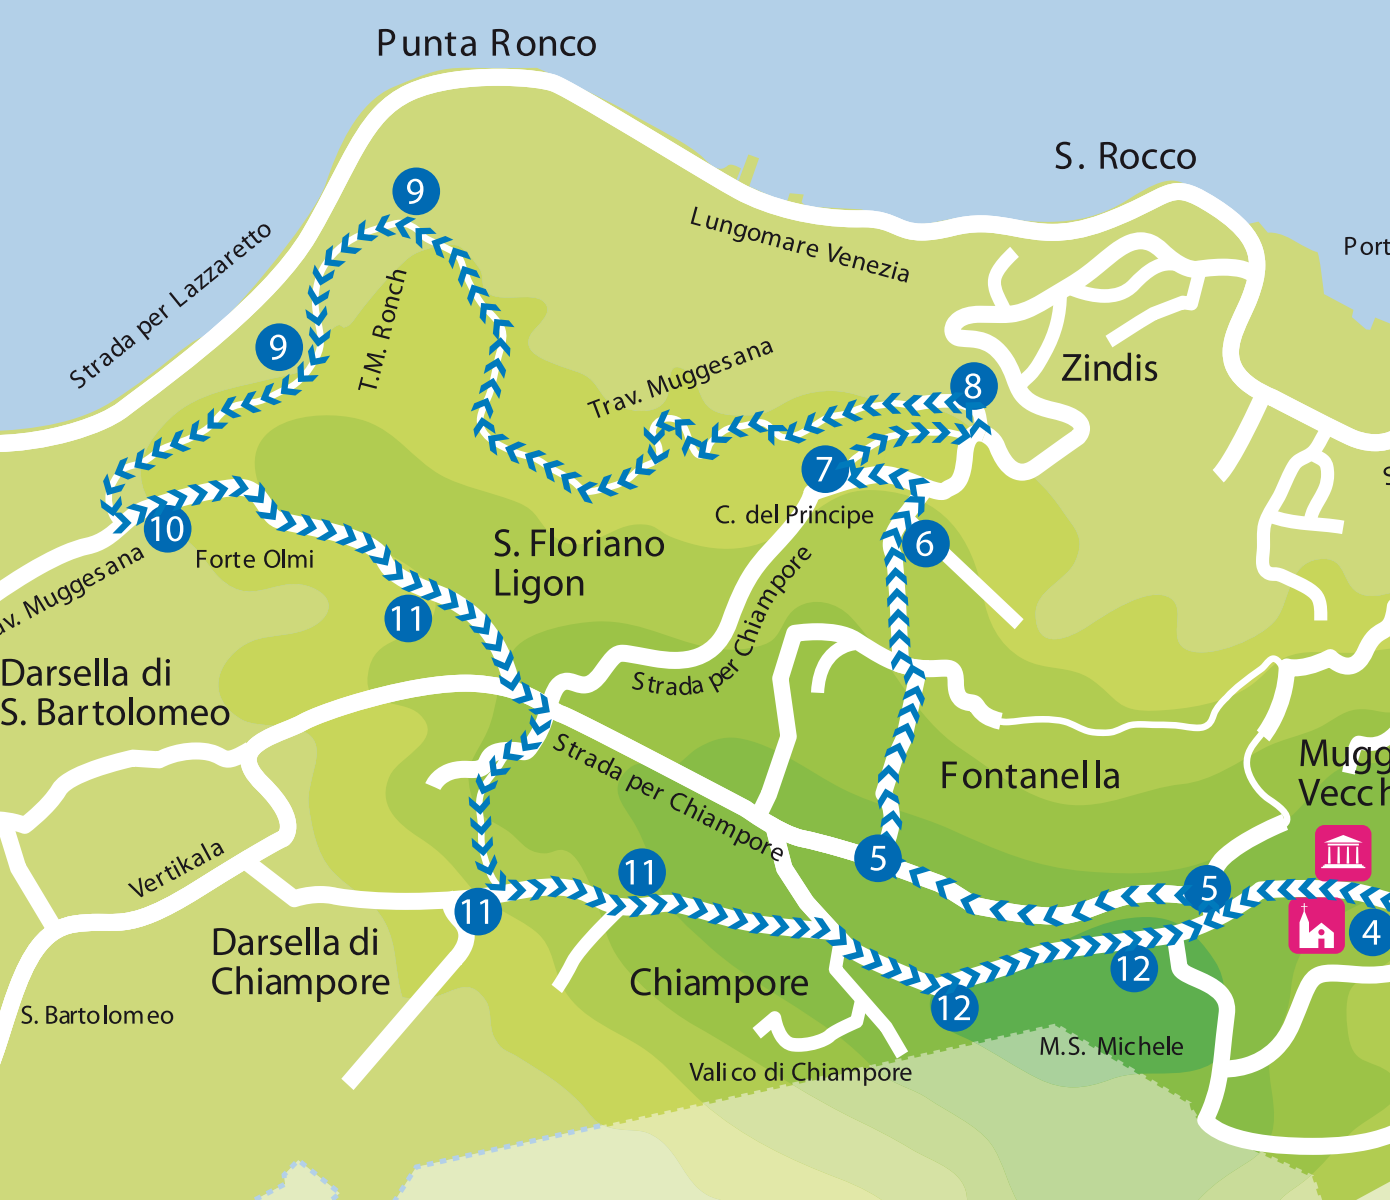 Punta Ronco
S. Rocco
Port
9
Lungomare Venezia
Strada per Lazzaretto
T.M. Ronch
9
Trav. Muggesana
Zindis
8
7
C. del Principe
10
Forte Olmi
S. Floriano
Ligon
6
av. Muggesana
11
Strada per Chiampore
Darsella di
S. Bartolomeo
Strada per Chiampore
Fontanella
Mugg
Vecch
Vertikala
5
11
5
11
4
Darsella di
Chiampore
Chiampore
12
12
S. Bartolomeo
M.S. Michele
Valico di Chiampore